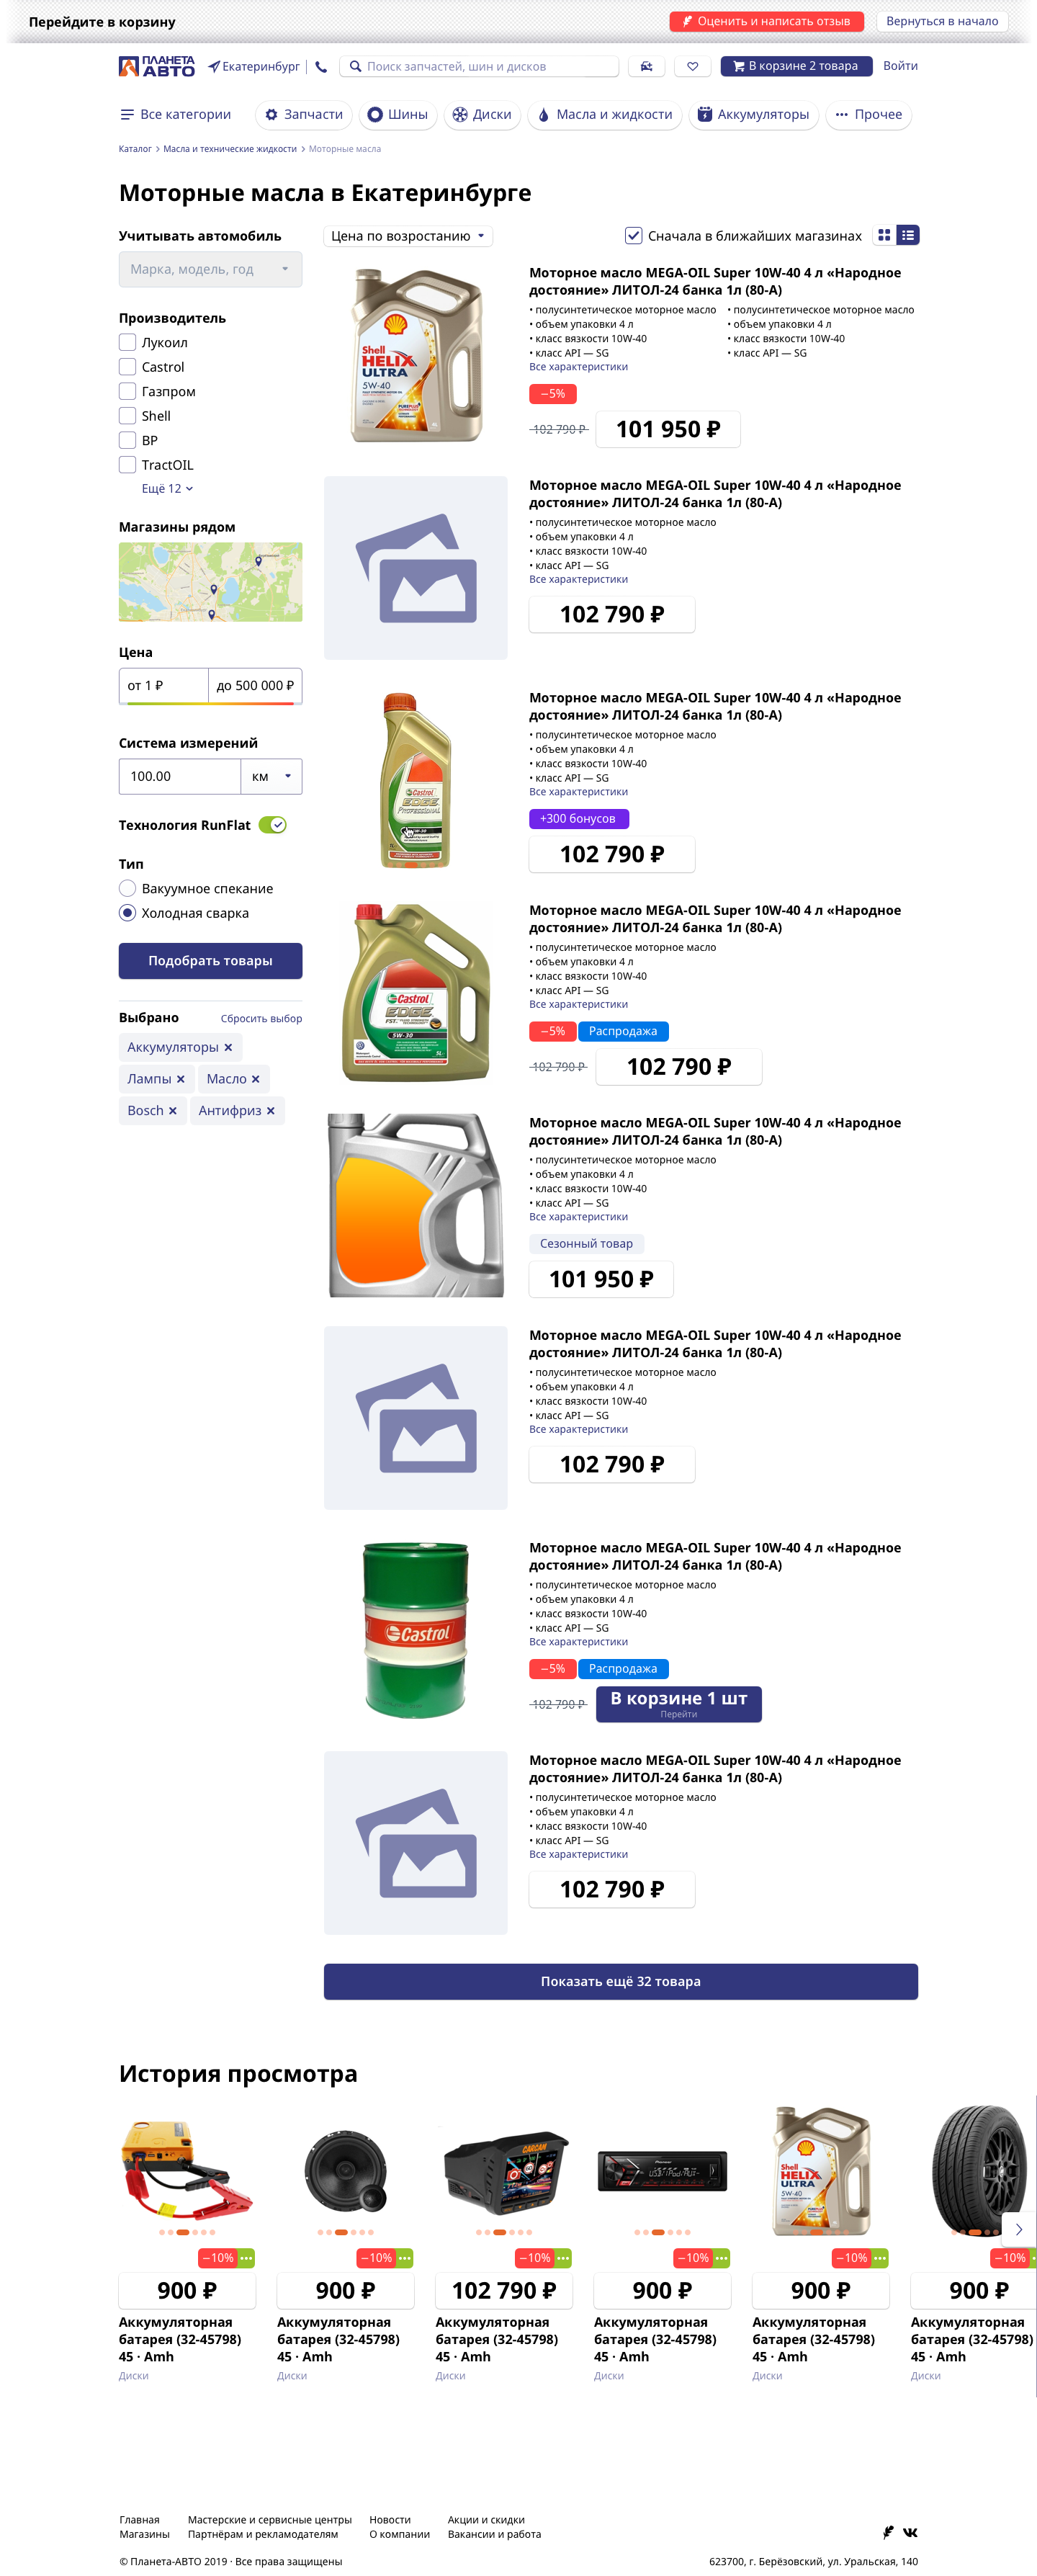 Перейдите в корзину
Оценить и написать отзыв
Вернуться в начало
ПЛАНЕТА
АВТО
Екатеринбург
Поиск запчастей, шин и дисков
В корзине 2 товара
Войти
Все категории
Запчасти
Шины
Диски
Масла и жидкости
Аккумуляторы
Прочее
Каталог > Масла и технические жидкости > Моторные масла
Моторные масла в Екатеринбурге
Учитывать автомобиль
Марка, модель, год
Производитель
Лукоил
Castrol
Газпром
Shell
BP
TractOIL
Ещё 12
Магазины рядом
Цена
от 1 ₽
до 500 000 ₽
Система измерений
100.00
км
Технология RunFlat
Тип
Вакуумное спекание
Холодная сварка
Подобрать товары
Выбрано
Сбросить выбор
Аккумуляторы
Лампы
Масло
Bosch
Антифриз
Цена по возростанию
Сначала в ближайших магазинах
Shell
HELIX
ULTRA
5W-40
Моторное масло MEGA-OIL Super 10W-40 4 л «Народное
достояние» ЛИТОЛ-24 банка 1л (80-А)
• полусинтетическое моторное масло
• объем упаковки 4 л
• класс вязкости 10W-40
• класс API — SG
• полусинтетическое моторное масло
• объем упаковки 4 л
• класс вязкости 10W-40
• класс API — SG
Все характеристики
–5%
102 790 ₽
101 950 ₽
Моторное масло MEGA-OIL Super 10W-40 4 л «Народное
достояние» ЛИТОЛ-24 банка 1л (80-А)
• полусинтетическое моторное масло
• объем упаковки 4 л
• класс вязкости 10W-40
• класс API — SG
Все характеристики
102 790 ₽
Castrol
EDGE
Professional
Моторное масло MEGA-OIL Super 10W-40 4 л «Народное
достояние» ЛИТОЛ-24 банка 1л (80-А)
• полусинтетическое моторное масло
• объем упаковки 4 л
• класс вязкости 10W-40
• класс API — SG
Все характеристики
+300 бонусов
102 790 ₽
Castrol
EDGE
5W-30
Моторное масло MEGA-OIL Super 10W-40 4 л «Народное
достояние» ЛИТОЛ-24 банка 1л (80-А)
• полусинтетическое моторное масло
• объем упаковки 4 л
• класс вязкости 10W-40
• класс API — SG
Все характеристики
–5%
Распродажа
102 790 ₽
102 790 ₽
Моторное масло MEGA-OIL Super 10W-40 4 л «Народное
достояние» ЛИТОЛ-24 банка 1л (80-А)
• полусинтетическое моторное масло
• объем упаковки 4 л
• класс вязкости 10W-40
• класс API — SG
Все характеристики
Сезонный товар
101 950 ₽
Моторное масло MEGA-OIL Super 10W-40 4 л «Народное
достояние» ЛИТОЛ-24 банка 1л (80-А)
• полусинтетическое моторное масло
• объем упаковки 4 л
• класс вязкости 10W-40
• класс API — SG
Все характеристики
102 790 ₽
Castrol
Моторное масло MEGA-OIL Super 10W-40 4 л «Народное
достояние» ЛИТОЛ-24 банка 1л (80-А)
• полусинтетическое моторное масло
• объем упаковки 4 л
• класс вязкости 10W-40
• класс API — SG
Все характеристики
–5%
Распродажа
102 790 ₽
В корзине 1 шт
Перейти
Моторное масло MEGA-OIL Super 10W-40 4 л «Народное
достояние» ЛИТОЛ-24 банка 1л (80-А)
• полусинтетическое моторное масло
• объем упаковки 4 л
• класс вязкости 10W-40
• класс API — SG
Все характеристики
102 790 ₽
Показать ещё 32 товара
История просмотра
CARCAM
Pioneer
Shell
HELIX
ULTRA
5W-40
–10%
–10%
–10%
–10%
–10%
–10%
900 ₽
900 ₽
102 790 ₽
900 ₽
900 ₽
900 ₽
Аккумуляторная
батарея (32-45798)
45 · Amh
Диски
Аккумуляторная
батарея (32-45798)
45 · Amh
Диски
Аккумуляторная
батарея (32-45798)
45 · Amh
Диски
Аккумуляторная
батарея (32-45798)
45 · Amh
Диски
Аккумуляторная
батарея (32-45798)
45 · Amh
Диски
Аккумуляторная
батарея (32-45798)
45 · Amh
Диски
Главная
Магазины
Мастерские и сервисные центры
Партнёрам и рекламодателям
Новости
О компании
Акции и скидки
Вакансии и работа
© Планета-АВТО 2019 · Все права защищены
623700, г. Берёзовский, ул. Уральская, 140